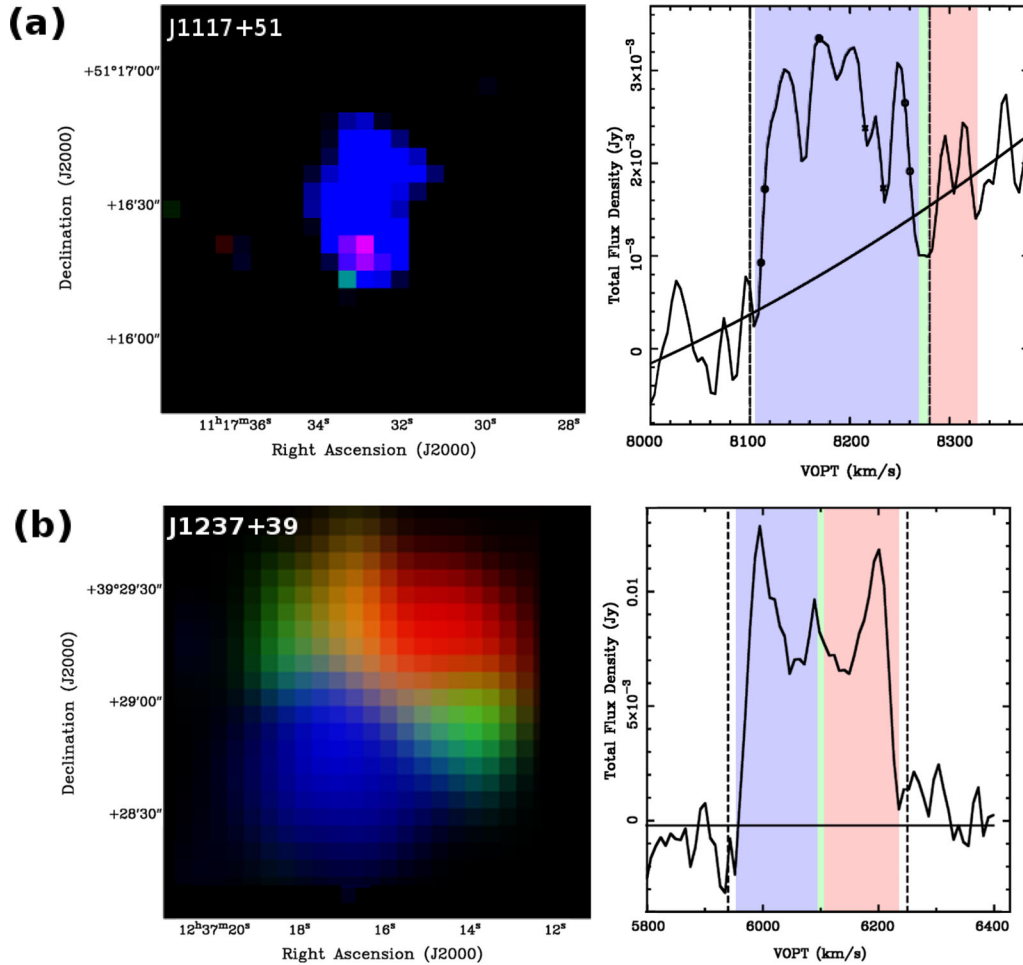 (a)
J1117+51
+51°17'00"
+16'30"
+16'00"
Declination (J2000)
11ʰ17ᵐ36ˢ 34ˢ 32ˢ 30ˢ 28ˢ
Right Ascension (J2000)
Total Flux Density (Jy)
3×10⁻³
2×10⁻³
10⁻³
0
8000 8100 8200 8300
VOPT (km/s)
(b)
J1237+39
+39°29'30"
+29'00"
+28'30"
Declination (J2000)
12ʰ37ᵐ20ˢ 18ˢ 16ˢ 14ˢ 12ˢ
Right Ascension (J2000)
Total Flux Density (Jy)
0.01
5×10⁻³
0
5800 6000 6200 6400
VOPT (km/s)